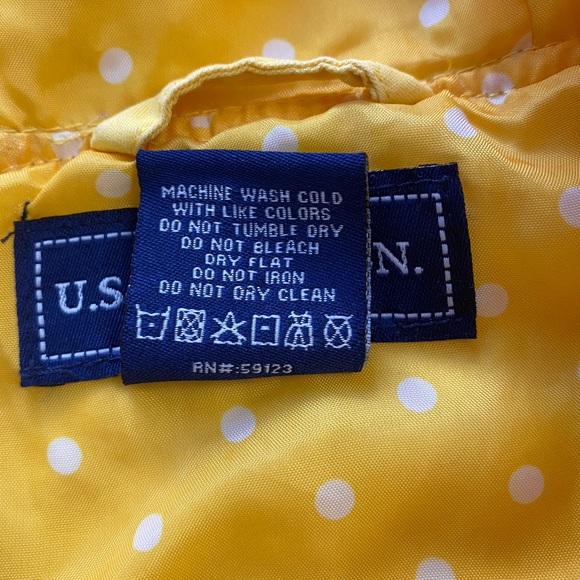 MACHINE WASH COLD
WITH LIKE COLORS
DO NOT TUMBLE DRY
DO NOT BLEACH
DRY FLAT
DO NOT IRON
DO NOT DRY CLEAN
RN#:59123
U.S
N.